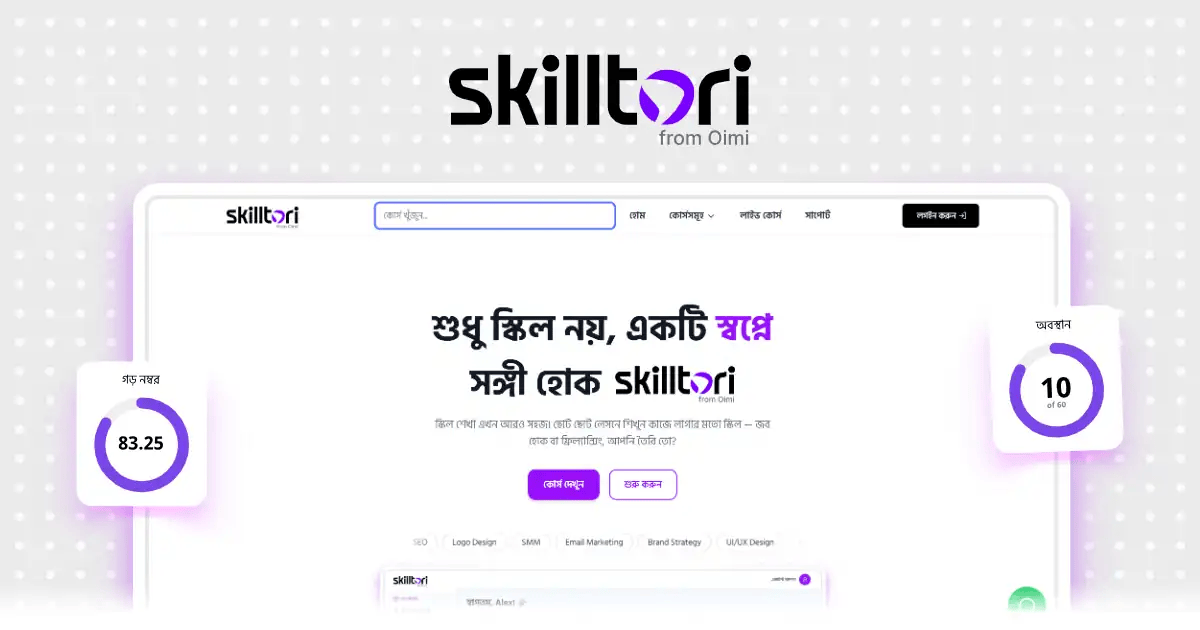 skilltori
from Oimi
skilltori
from Oimi
কোর্স খুঁজুন..
হোম
কোর্সসমূহ
লাইভ কোর্স
সাপোর্ট
লগইন করুন
শুধু স্কিল নয়, একটি স্বপ্নে
সঙ্গী হোক skilltori
from Oimi
স্কিল শেখা এখন আরও সহজ! ছোট ছোট লেসনে শিখুন কাজে লাগার মতো স্কিল — জব
হোক বা ফ্রিল্যান্সিং, আপনি তৈরি তো?
কোর্স দেখুন
শুরু করুন
গড় নম্বর
83.25
অবস্থান
10
of 60
SEO
Logo Design
SMM
Email Marketing
Brand Strategy
UI/UX Design
skilltori
স্বাগতম, Alex!